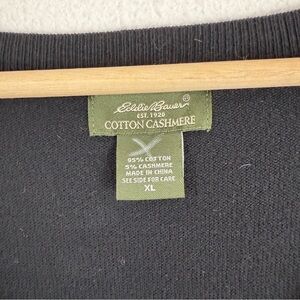 Eddie Bauer®
EST. 1920
COTTON CASHMERE
95% COTTON
5% CASHMERE
MADE IN CHINA
SEE SIDE FOR CARE
XL